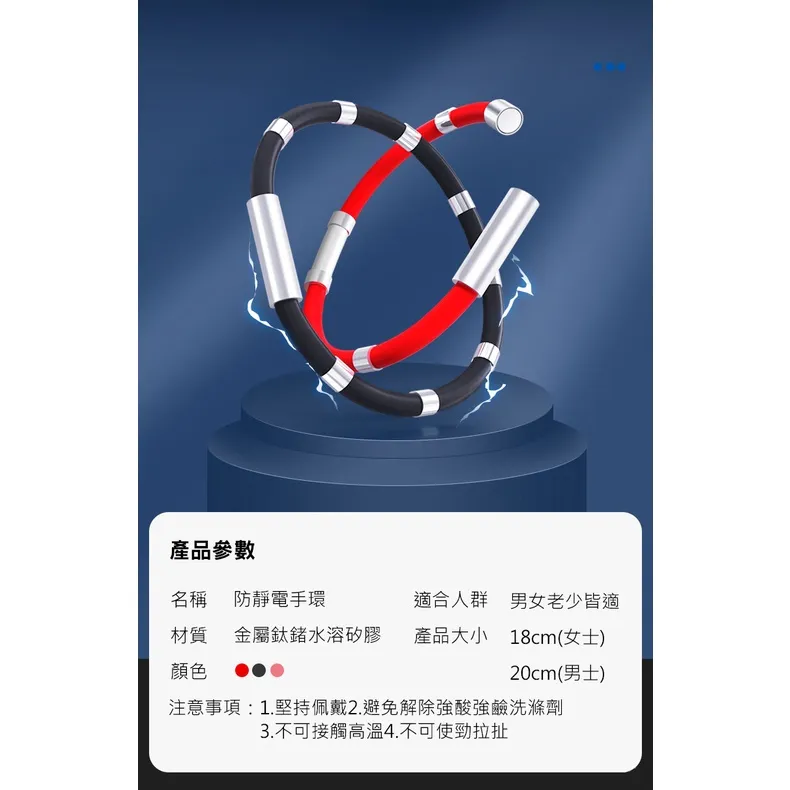 產品參數
名稱 防靜電手環 適合人群 男女老少皆適
材質 金屬鈦鍺水溶矽膠 產品大小 18cm(女士)
顏色 20cm(男士)
注意事項：1.堅持佩戴2.避免解除強酸強鹼洗滌劑
3.不可接觸高溫4.不可使勁拉扯